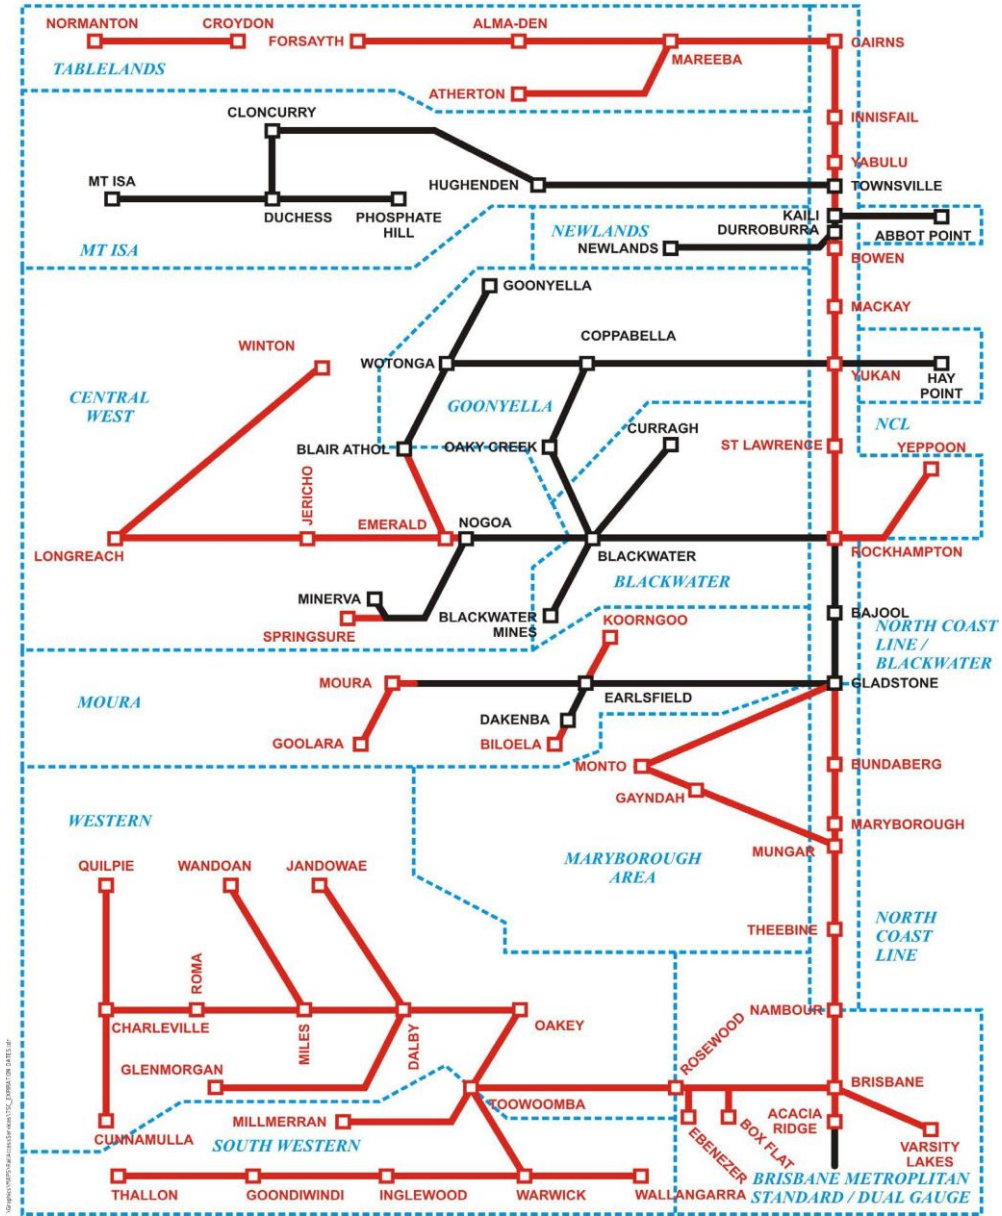 NORMANTON
CROYDON
FORSAYTH
ALMA-DEN
MAREEBA
CAIRNS
TABLELANDS
ATHERTON
CLONCURRY
INNISFAIL
YABULU
MT ISA
DUCHESS
PHOSPHATE
HILL
HUGHENDEN
TOWNSVILLE
KAILI
DURROBURRA
ABBOT POINT
MT ISA
NEWLANDS
NEWLANDS
BOWEN
GOONYELLA
MACKAY
WINTON
WOTONGA
COPPABELLA
YUKAN
HAY
POINT
CENTRAL
WEST
GOONYELLA
CURRAGH
NCL
BLAIR ATHOL
OAKY CREEK
ST LAWRENCE
YEPPOON
JERICHO
EMERALD
NOGOA
LONGREACH
BLACKWATER
ROCKHAMPTON
BLACKWATER
MINERVA
SPRINGSURE
BLACKWATER
MINES
KOORNGOO
BAJOOL
NORTH COAST
LINE /
BLACKWATER
MOURA
MOURA
EARLSFIELD
GLADSTONE
DAKENBA
GOOLARA
BILOELA
MONTO
BUNDABERG
GAYNDAH
WESTERN
MARYBOROUGH
MUNGAR
MARYBOROUGH
AREA
QUILPIE
WANDOAN
JANDOWAE
THEEBINE
NORTH
COAST
LINE
ROMA
CHARLEVILLE
MILES
DALBY
OAKEY
NAMBOUR
ROSEWOOD
GLENMORGAN
TOOWOOMBA
BRISBANE
CUNNAMULLA
MILLMERRAN
ACACIA
RIDGE
EBENEZER
BOX FLAT
VARSITY
LAKES
SOUTH WESTERN
THALLON
GOONDIWINDI
INGLEWOOD
WARWICK
WALLANGARRA
BRISBANE METROPLITAN
STANDARD / DUAL GAUGE